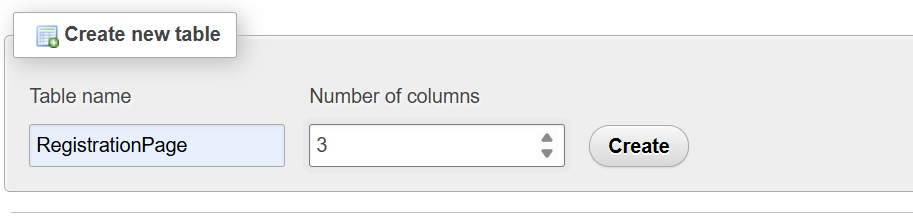 Create new table
Table name Number of columns
RegistrationPage 3 Create